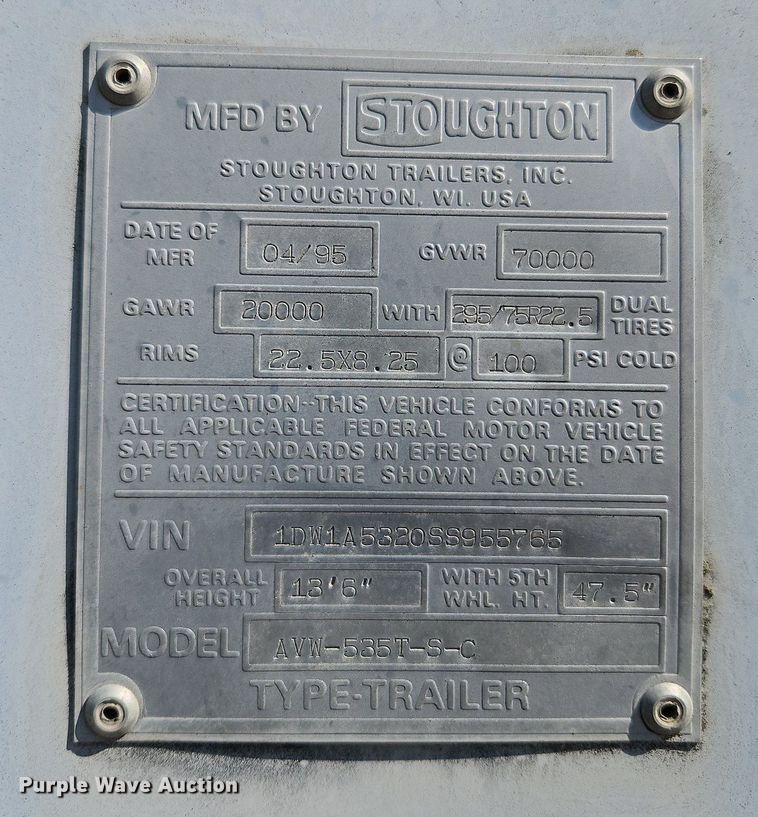 MFD BY STOUGHTON
STOUGHTON TRAILERS, INC.
STOUGHTON, WI. USA
DATE OF MFR 04/95 GVWR 70000
GAWR 20000 WITH 295/75R22.5 DUAL TIRES
RIMS 22.5X8.25 @ 100 PSI COLD
CERTIFICATION--THIS VEHICLE CONFORMS TO
ALL APPLICABLE FEDERAL MOTOR VEHICLE
SAFETY STANDARDS IN EFFECT ON THE DATE
OF MANUFACTURE SHOWN ABOVE.
VIN 1DW1A5320SS955765
OVERALL HEIGHT 13'6" WITH 5TH WHL. HT. 47.5"
MODEL AVW-535T-S-C
TYPE-TRAILER
Purple Wave Auction